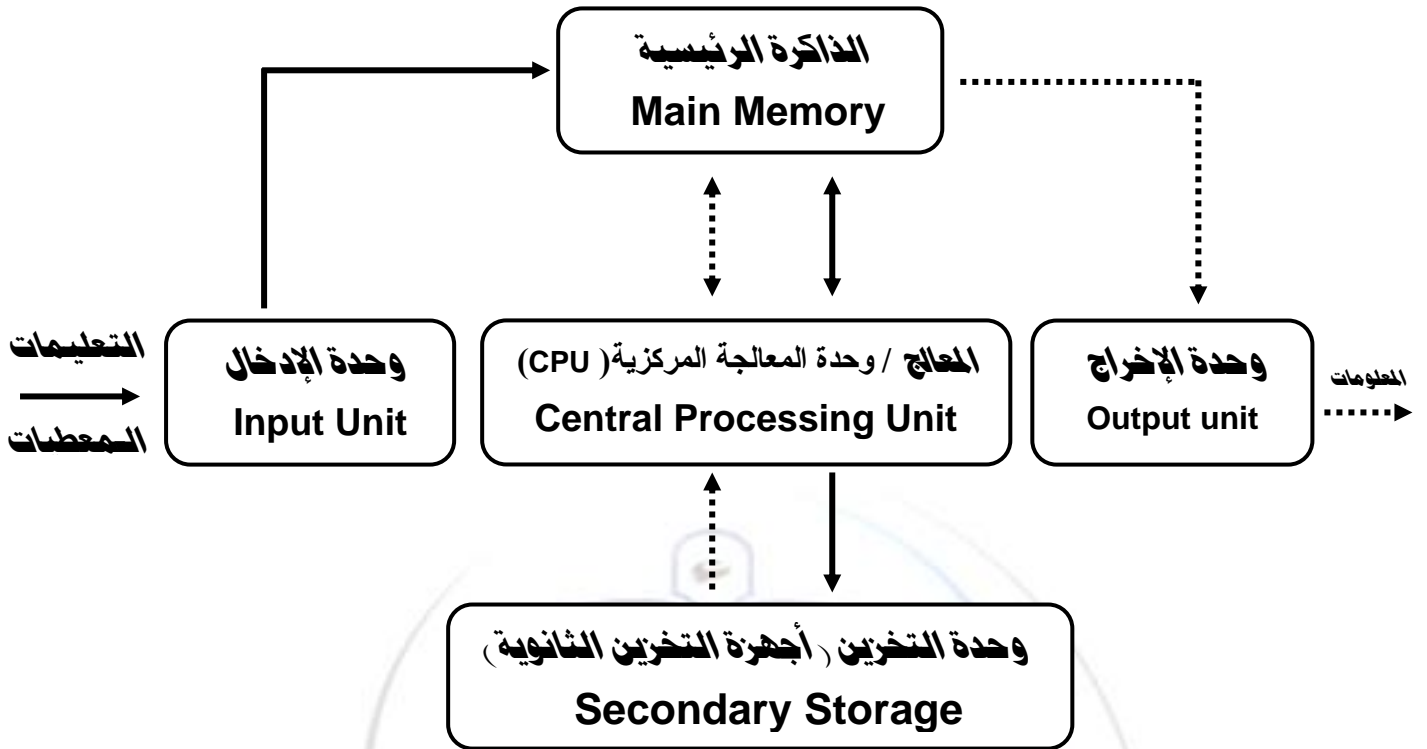 الذاكرة الرئيسية
Main Memory
التعليمات
المعطيات
وحدة الإدخال
Input Unit
المعالج / وحدة المعالجة المركزية( CPU)
Central Processing Unit
وحدة الإخراج
Output unit
المعلومات
وحدة التخزين ( أجهزة التخزين الثانوية )
Secondary Storage